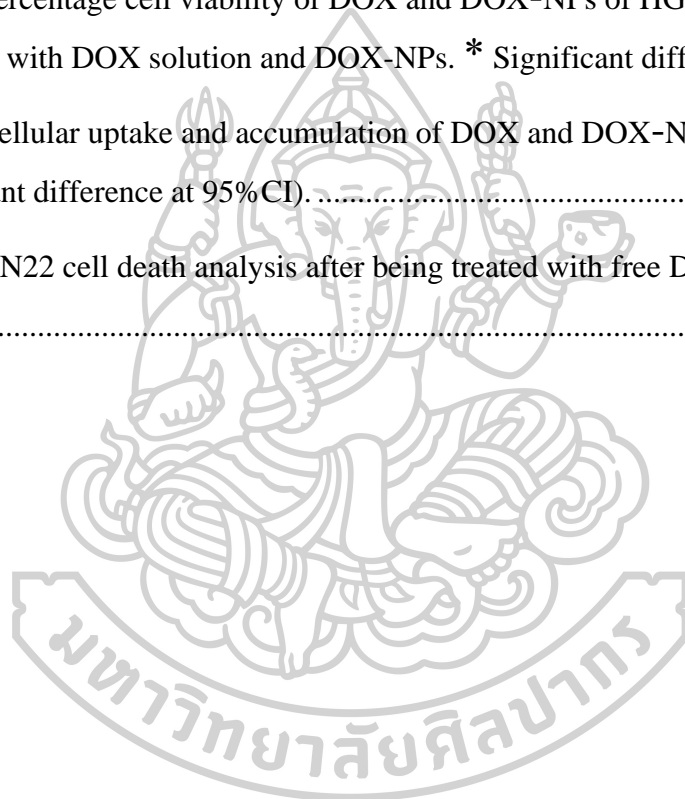 ercentage cell viability of DOX and DOX-NPs of HG
with DOX solution and DOX-NPs. * Significant diff
ellular uptake and accumulation of DOX and DOX-N
nt difference at 95%CI). ................................................................
N22 cell death analysis after being treated with free D
................................................................................................................
มหาวิทยาลัยศิลปากร